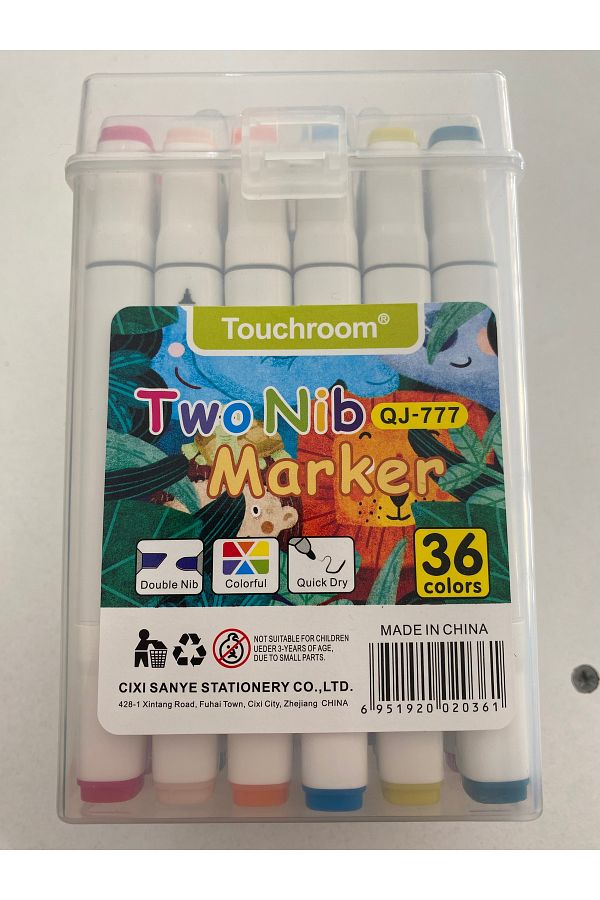 Touchroom®
Two Nib
QJ-777
Marker
Double Nib
Colorful
Quick Dry
36
colors
NOT SUITABLE FOR CHILDREN
UEDER 3-YEARS OF AGE,
DUE TO SMALL PARTS.
MADE IN CHINA
CIXI SANYE STATIONERY CO.,LTD.
428-1 Xintang Road, Fuhai Town, Cixi City, Zhejiang CHINA
6 951920 020361